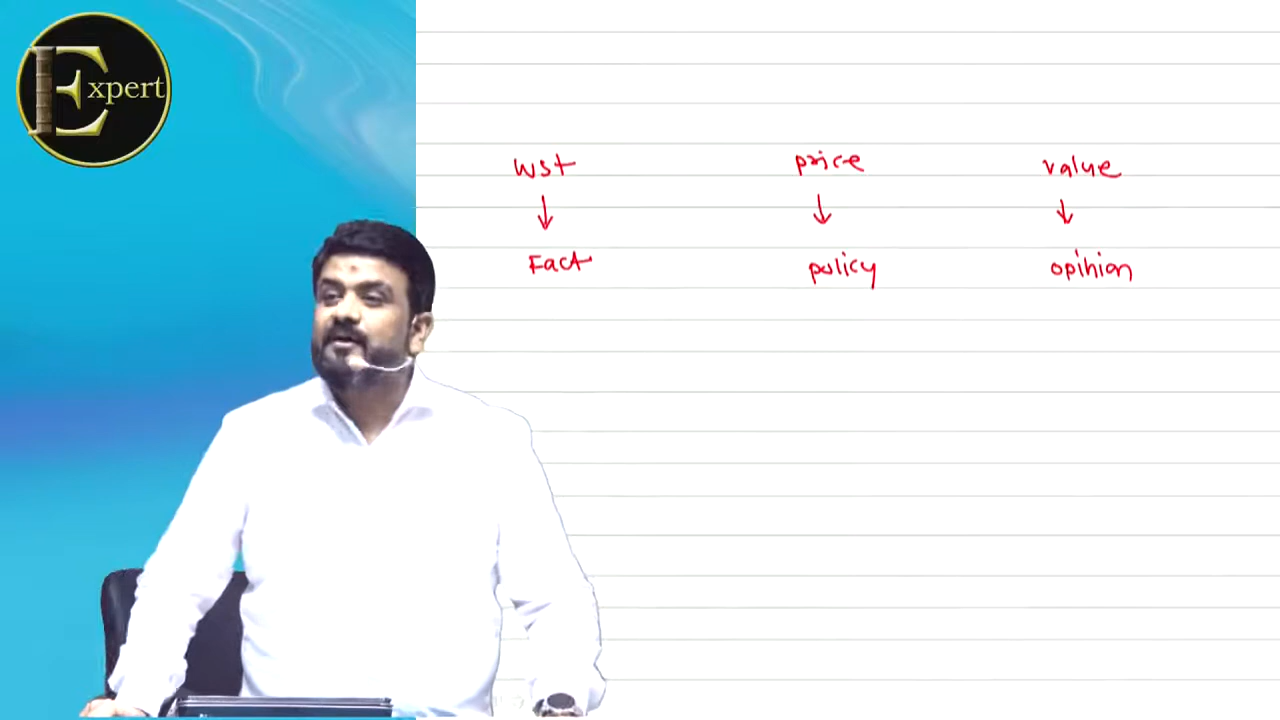 Expert
cost price value
↓ ↓ ↓
Fact policy opinion